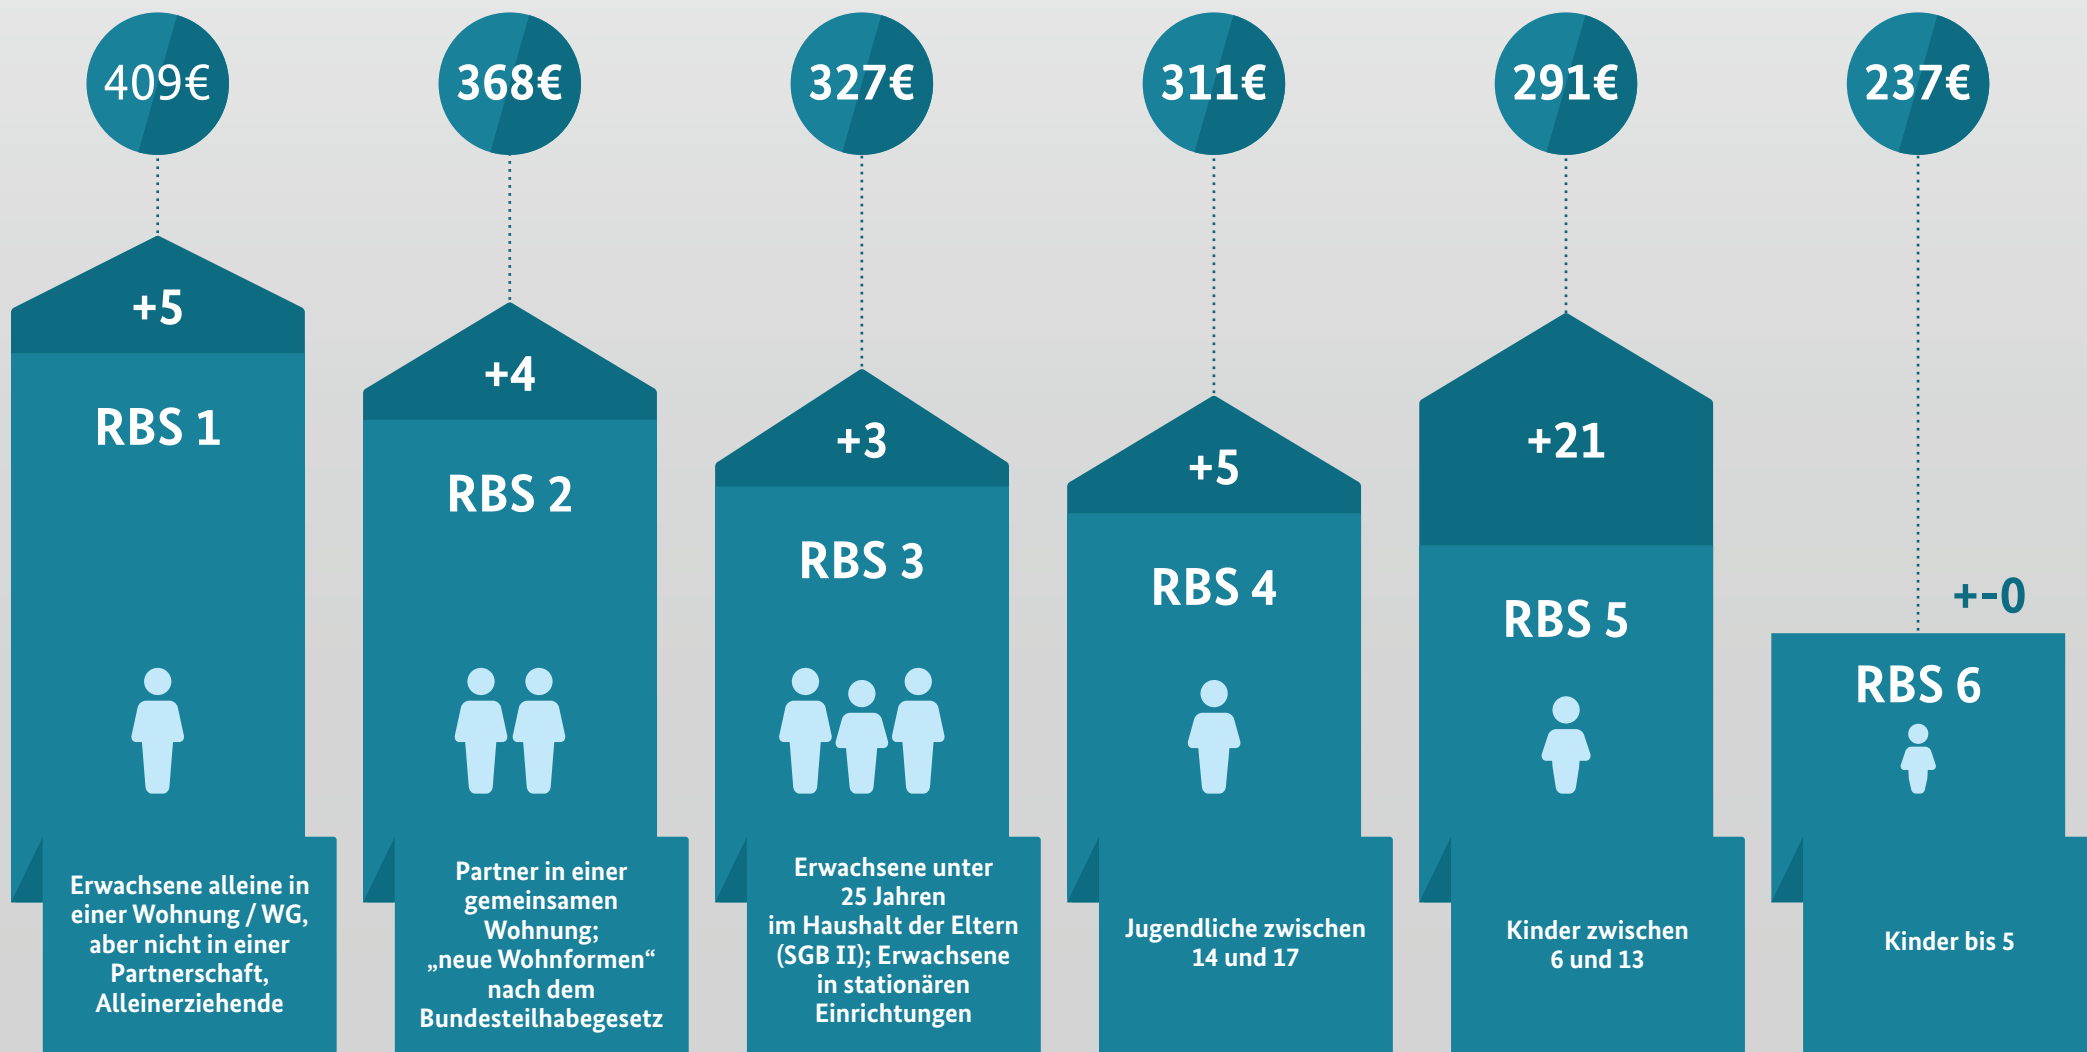 409€
368€
327€
311€
291€
237€
+5
RBS 1
+4
RBS 2
+3
RBS 3
+5
RBS 4
+21
RBS 5
+-0
RBS 6
Erwachsene alleine in
einer Wohnung / WG,
aber nicht in einer
Partnerschaft,
Alleinerziehende
Partner in einer
gemeinsamen
Wohnung;
„neue Wohnformen“
nach dem
Bundesteilhabegesetz
Erwachsene unter
25 Jahren
im Haushalt der Eltern
(SGB II); Erwachsene
in stationären
Einrichtungen
Jugendliche zwischen
14 und 17
Kinder zwischen
6 und 13
Kinder bis 5